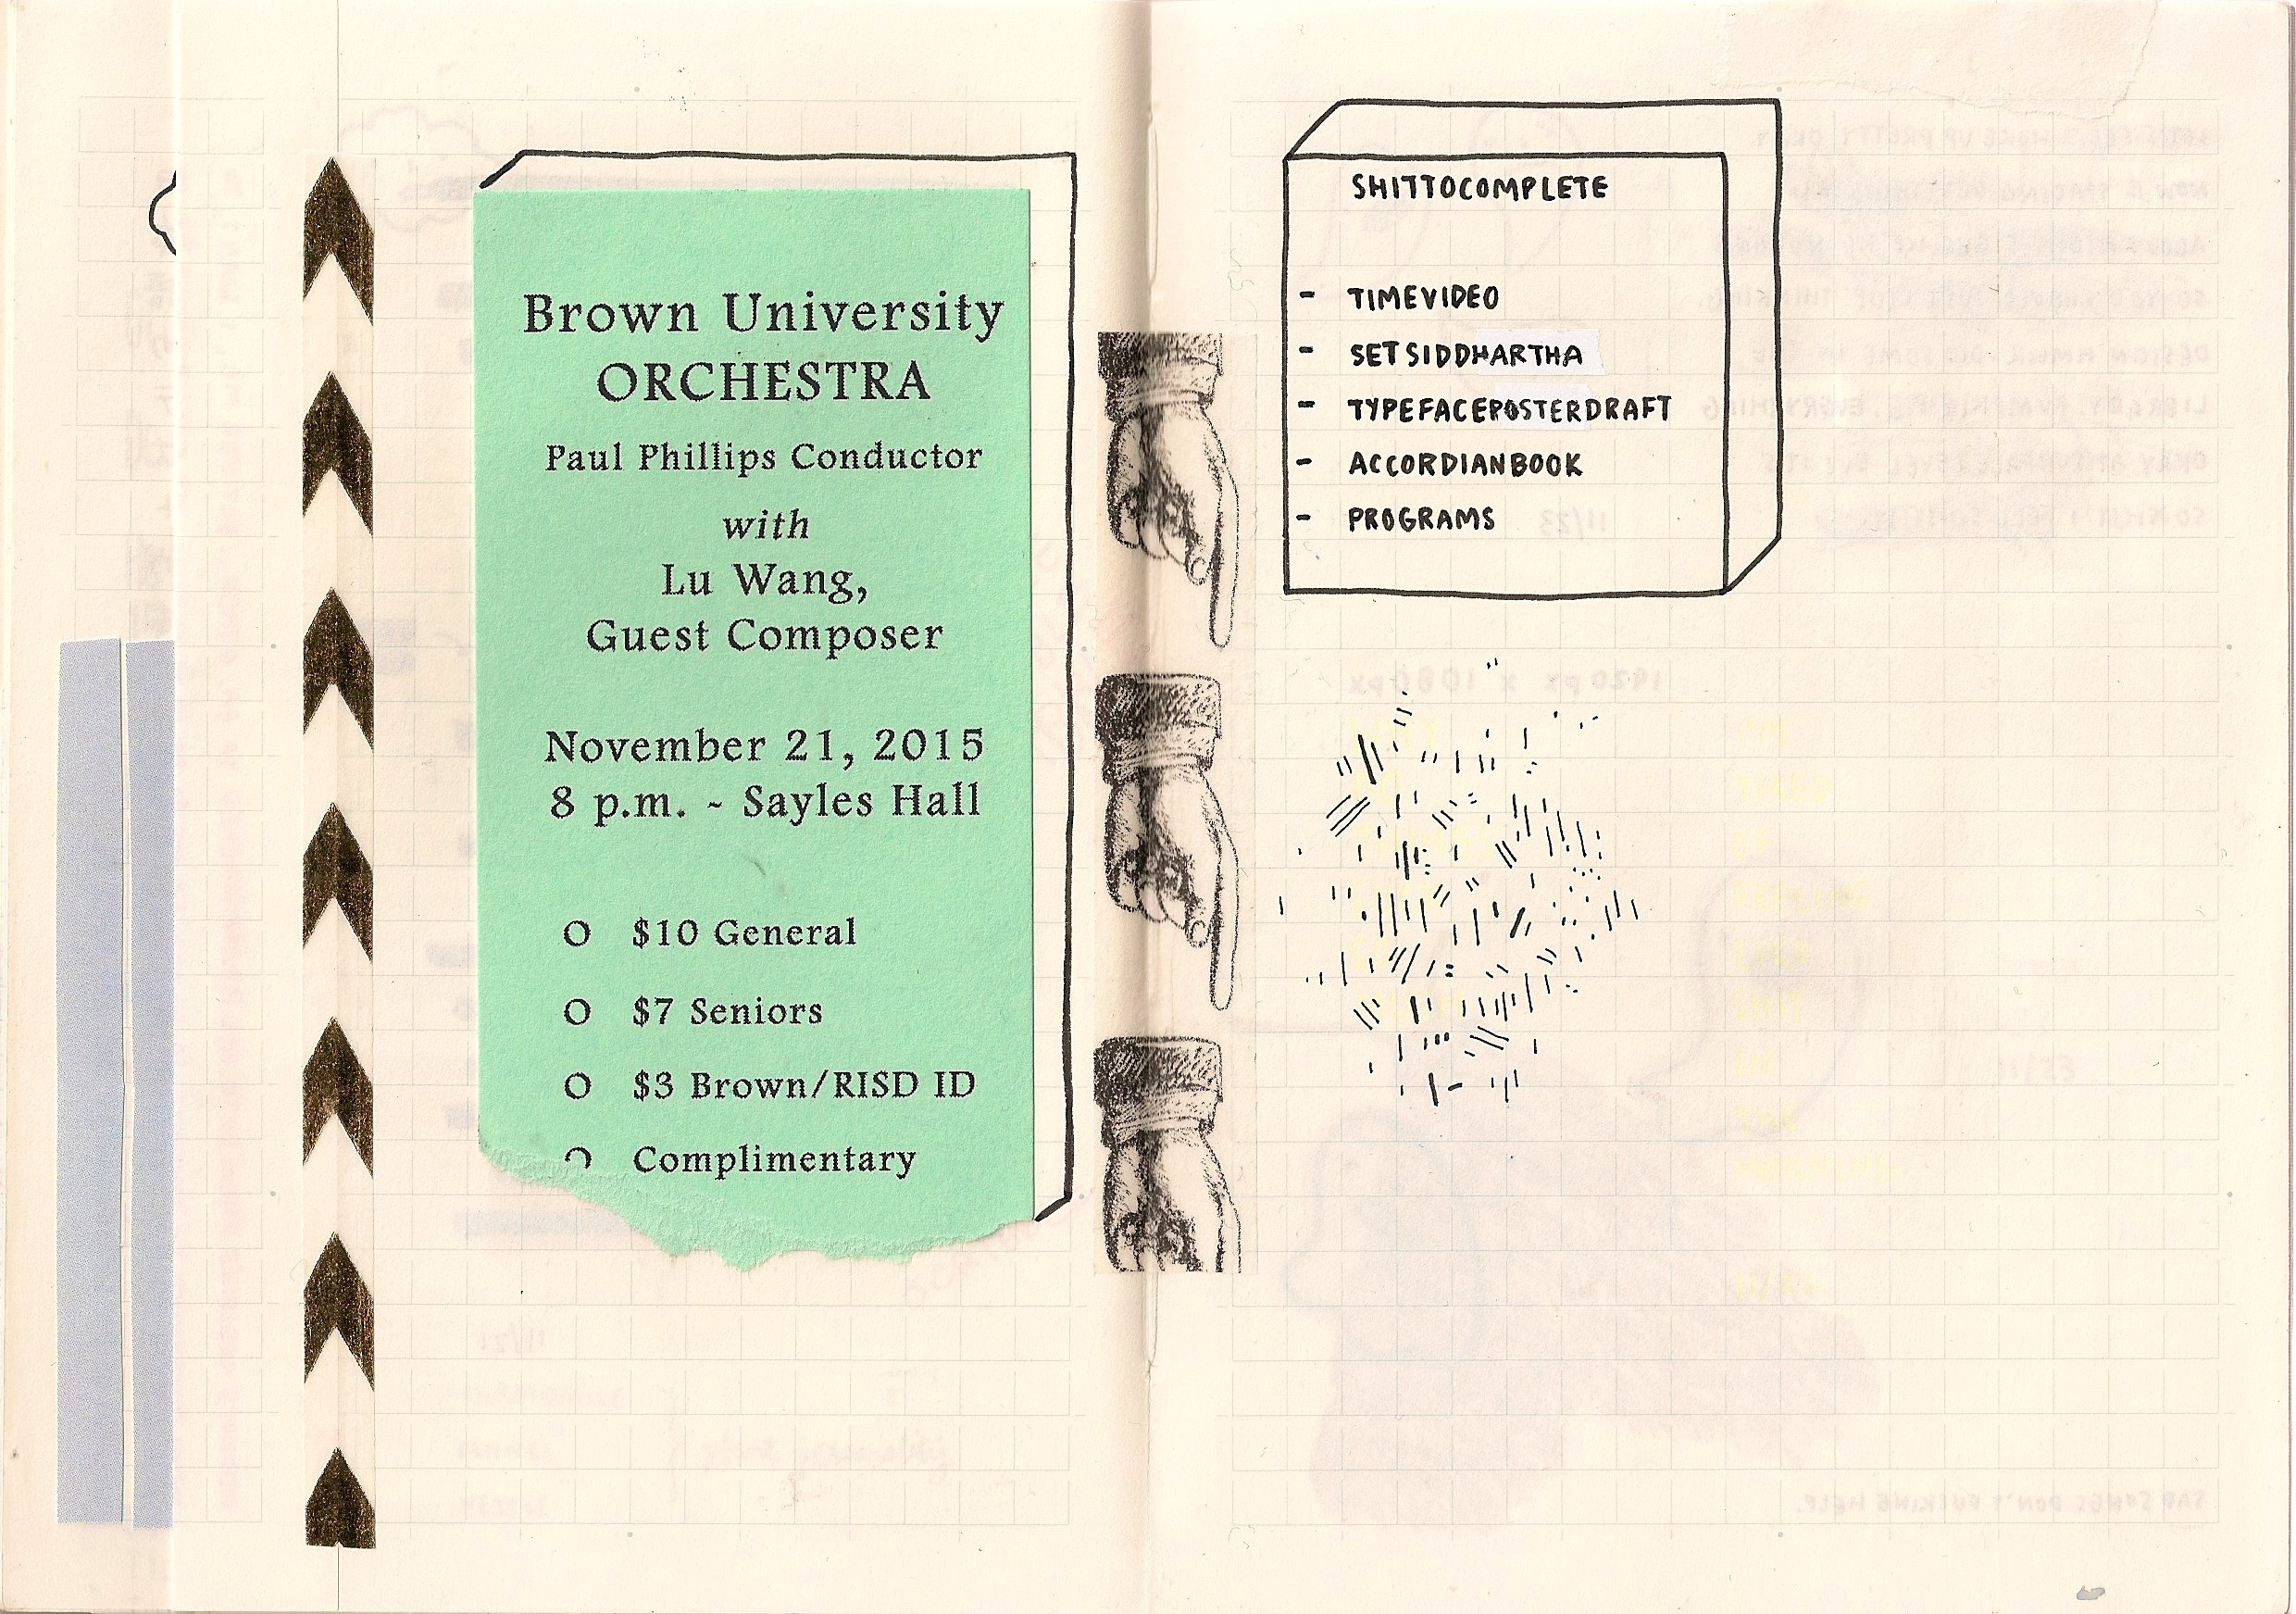 Brown University
ORCHESTRA
Paul Phillips Conductor
with
Lu Wang,
Guest Composer
November 21, 2015
8 p.m. - Sayles Hall
O $10 General
O $7 Seniors
O $3 Brown/RISD ID
O Complimentary
SHITTOCOMPLETE
- TIMEVIDEO
- SETSIDDHARTHA
- TYPEFACEPOSTERDRAFT
- ACCORDIANBOOK
- PROGRAMS